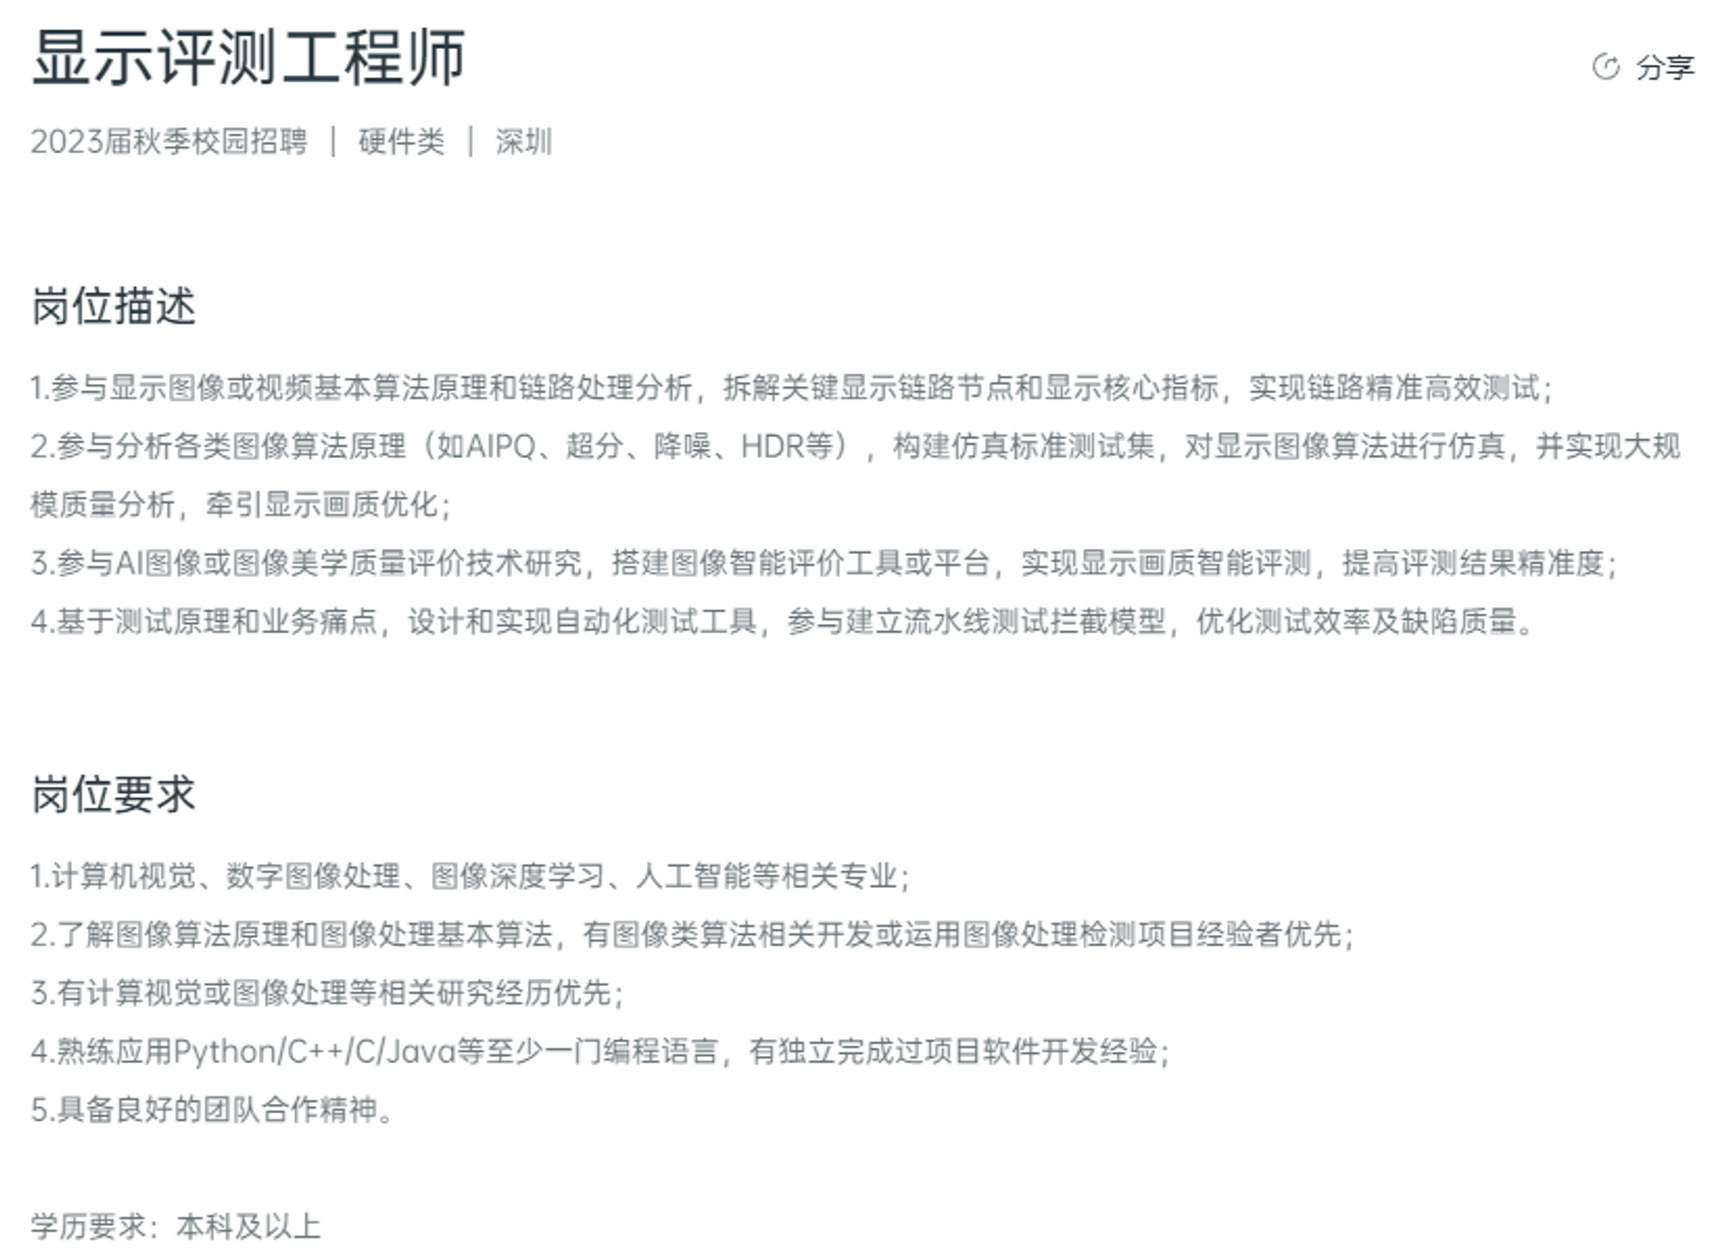 显示评测工程师
分享
2023届秋季校园招聘 | 硬件类 | 深圳
岗位描述
1.参与显示图像或视频基本算法原理和链路处理分析，拆解关键显示链路节点和显示核心指标，实现链路精准高效测试；
2.参与分析各类图像算法原理（如AIPQ、超分、降噪、HDR等），构建仿真标准测试集，对显示图像算法进行仿真，并实现大规
模质量分析，牵引显示画质优化；
3.参与AI图像或图像美学质量评价技术研究，搭建图像智能评价工具或平台，实现显示画质智能评测，提高评测结果精准度；
4.基于测试原理和业务痛点，设计和实现自动化测试工具，参与建立流水线测试拦截模型，优化测试效率及缺陷质量。
岗位要求
1.计算机视觉、数字图像处理、图像深度学习、人工智能等相关专业；
2.了解图像算法原理和图像处理基本算法，有图像类算法相关开发或运用图像处理检测项目经验者优先；
3.有计算视觉或图像处理等相关研究经历优先；
4.熟练应用Python/C++/C/Java等至少一门编程语言，有独立完成过项目软件开发经验；
5.具备良好的团队合作精神。
学历要求：本科及以上